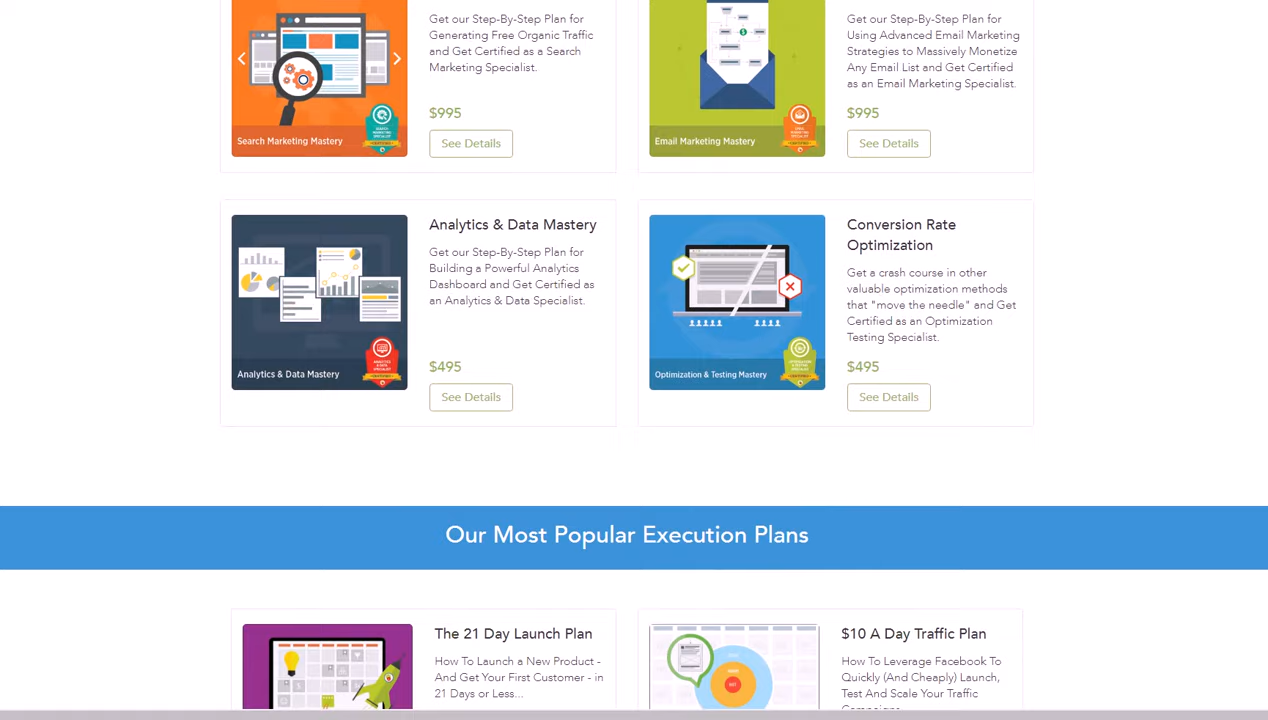 Get our Step-By-Step Plan for
Generating Free Organic Traffic
and Get Certified as a Search
Marketing Specialist.
$995
See Details
Search Marketing Mastery
Get our Step-By-Step Plan for
Using Advanced Email Marketing
Strategies to Massively Monetize
Any Email List and Get Certified
as an Email Marketing Specialist.
$995
See Details
Email Marketing Mastery
Analytics & Data Mastery
Get our Step-By-Step Plan for
Building a Powerful Analytics
Dashboard and Get Certified as
an Analytics & Data Specialist.
$495
See Details
Analytics & Data Mastery
Conversion Rate
Optimization
Get a crash course in other
valuable optimization methods
that "move the needle" and Get
Certified as an Optimization
Testing Specialist.
$495
See Details
Optimization & Testing Mastery
Our Most Popular Execution Plans
The 21 Day Launch Plan
How To Launch a New Product -
And Get Your First Customer - in
21 Days or Less...
$10 A Day Traffic Plan
How To Leverage Facebook To
Quickly (And Cheaply) Launch,
Test And Scale Your Traffic